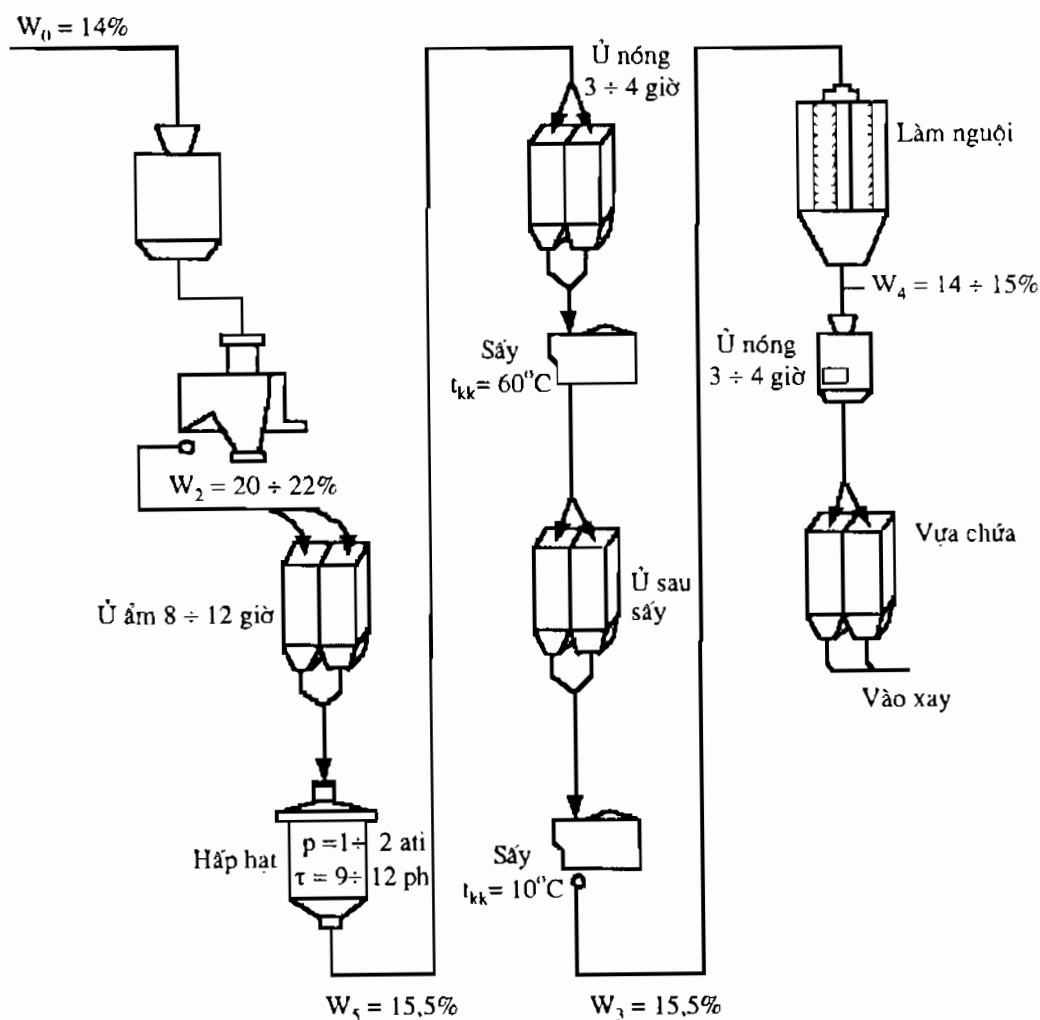 W₀ = 14%
W₂ = 20 ÷ 22%
Ủ ẩm 8 ÷ 12 giờ
Hấp hạt
p = 1 ÷ 2 ati
τ = 9 ÷ 12 ph
W₅ = 15,5%
Ủ nóng
3 ÷ 4 giờ
Sấy
tₖₖ = 60°C
Ủ sau
sấy
Sấy
tₖₖ = 10°C
W₃ = 15,5%
Làm nguội
W₄ = 14 ÷ 15%
Ủ nóng
3 ÷ 4 giờ
Vựa chứa
Vào xay